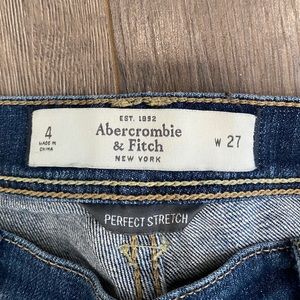 EST. 1892
4
MADE IN
CHINA
Abercrombie
& Fitch
NEW YORK
W 27
PERFECT STRETCH